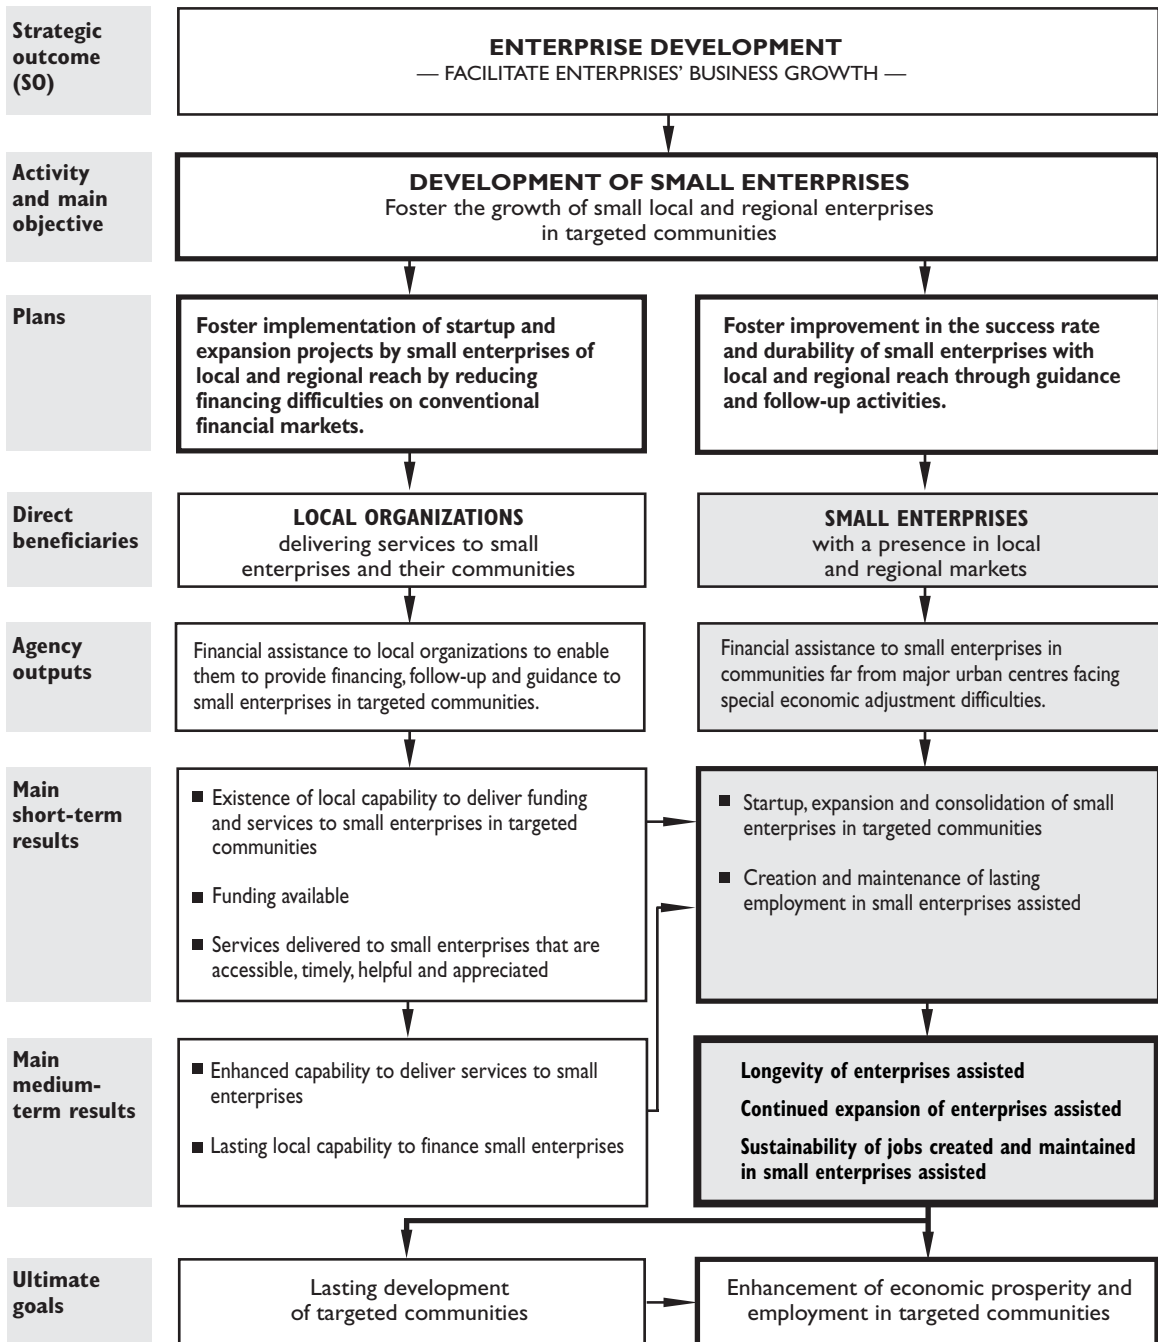 Strategic
outcome
(SO)
ENTERPRISE DEVELOPMENT
— FACILITATE ENTERPRISES’ BUSINESS GROWTH —
Activity
and main
objective
DEVELOPMENT OF SMALL ENTERPRISES
Foster the growth of small local and regional enterprises
in targeted communities
Plans
Foster implementation of startup and
expansion projects by small enterprises of
local and regional reach by reducing
financing difficulties on conventional
financial markets.
Foster improvement in the success rate
and durability of small enterprises with
local and regional reach through guidance
and follow-up activities.
Direct
beneficiaries
LOCAL ORGANIZATIONS
delivering services to small
enterprises and their communities
SMALL ENTERPRISES
with a presence in local
and regional markets
Agency
outputs
Financial assistance to local organizations to enable
them to provide financing, follow-up and guidance to
small enterprises in targeted communities.
Financial assistance to small enterprises in
communities far from major urban centres facing
special economic adjustment difficulties.
Main
short-term
results
■ Existence of local capability to deliver funding
and services to small enterprises in targeted
communities
■ Funding available
■ Services delivered to small enterprises that are
accessible, timely, helpful and appreciated
■ Startup, expansion and consolidation of small
enterprises in targeted communities
■ Creation and maintenance of lasting
employment in small enterprises assisted
Main
medium-
term results
■ Enhanced capability to deliver services to small
enterprises
■ Lasting local capability to finance small enterprises
Longevity of enterprises assisted
Continued expansion of enterprises assisted
Sustainability of jobs created and maintained
in small enterprises assisted
Ultimate
goals
Lasting development
of targeted communities
Enhancement of economic prosperity and
employment in targeted communities